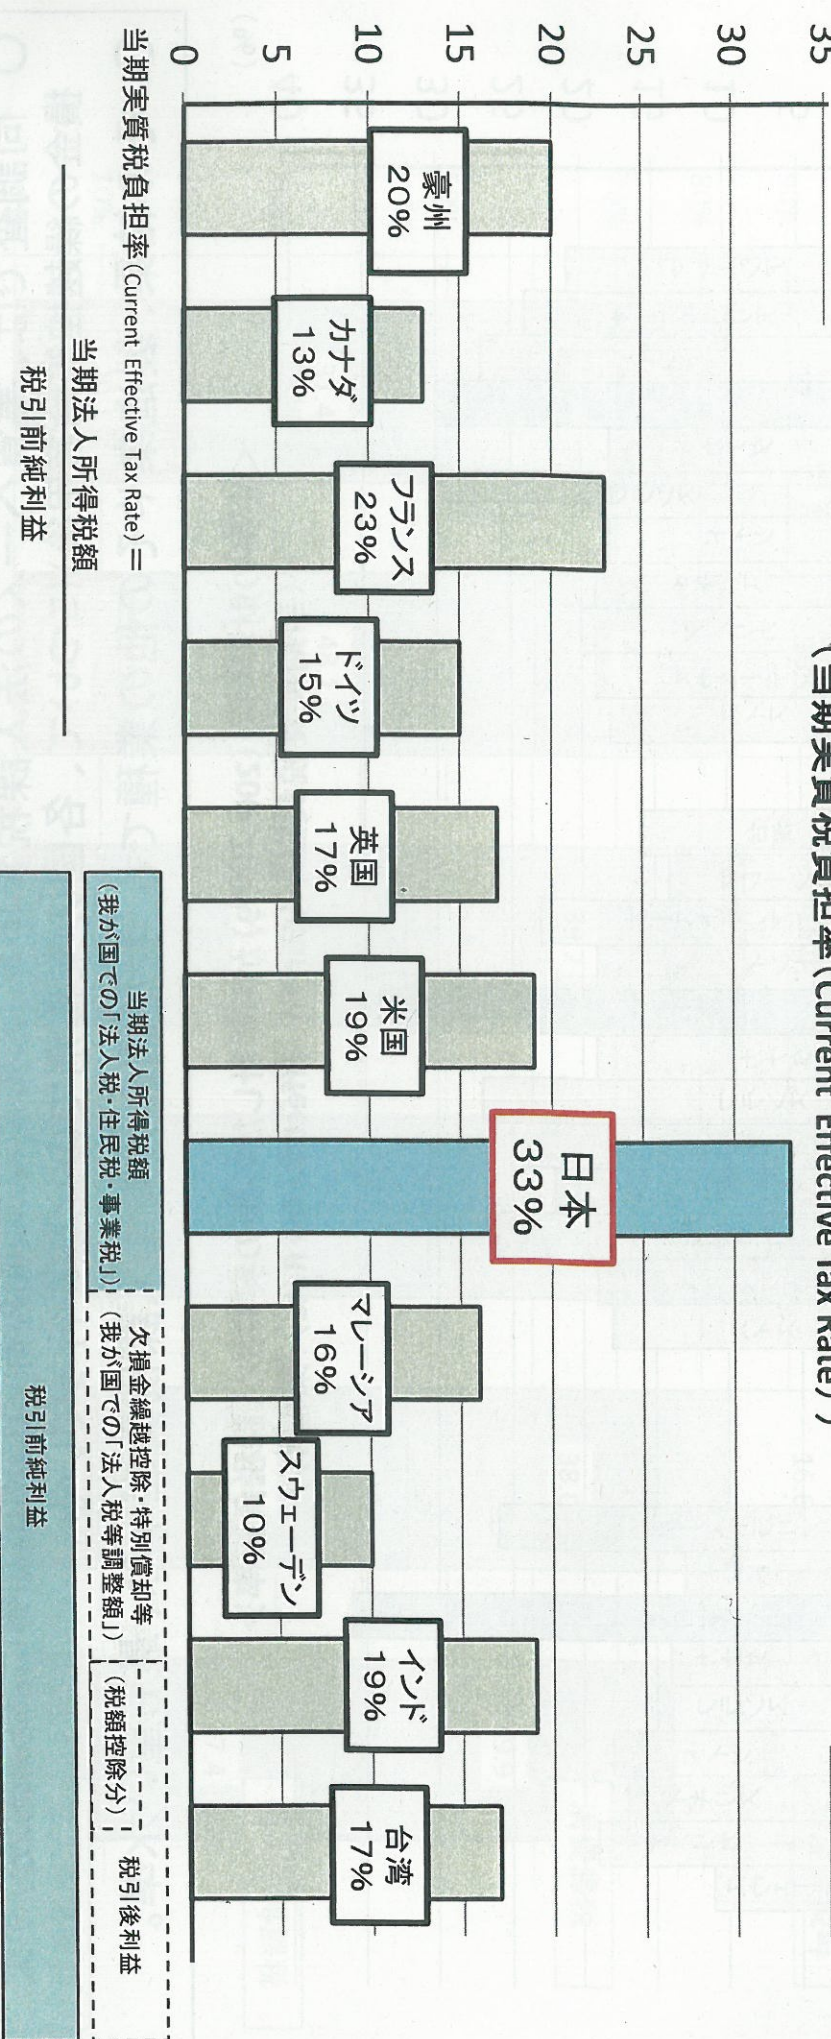 (当期実質税負担率(Current Effective Tax Rate))
35
30
25
20
15
10
5
0
豪州
20%
カナダ
13%
フランス
23%
ドイツ
15%
英国
17%
米国
19%
日本
33%
マレーシア
16%
スウェーデン
10%
インド
19%
台湾
17%
当期実質税負担率(Current Effective Tax Rate)=
当期法人所得税額
税引前純利益
当期法人所得税額
(我が国での「法人税・住民税・事業税」)
欠損金繰越控除・特別償却等
(我が国での「法人税等調整額」)
(税額控除分)
税引後利益
税引前純利益